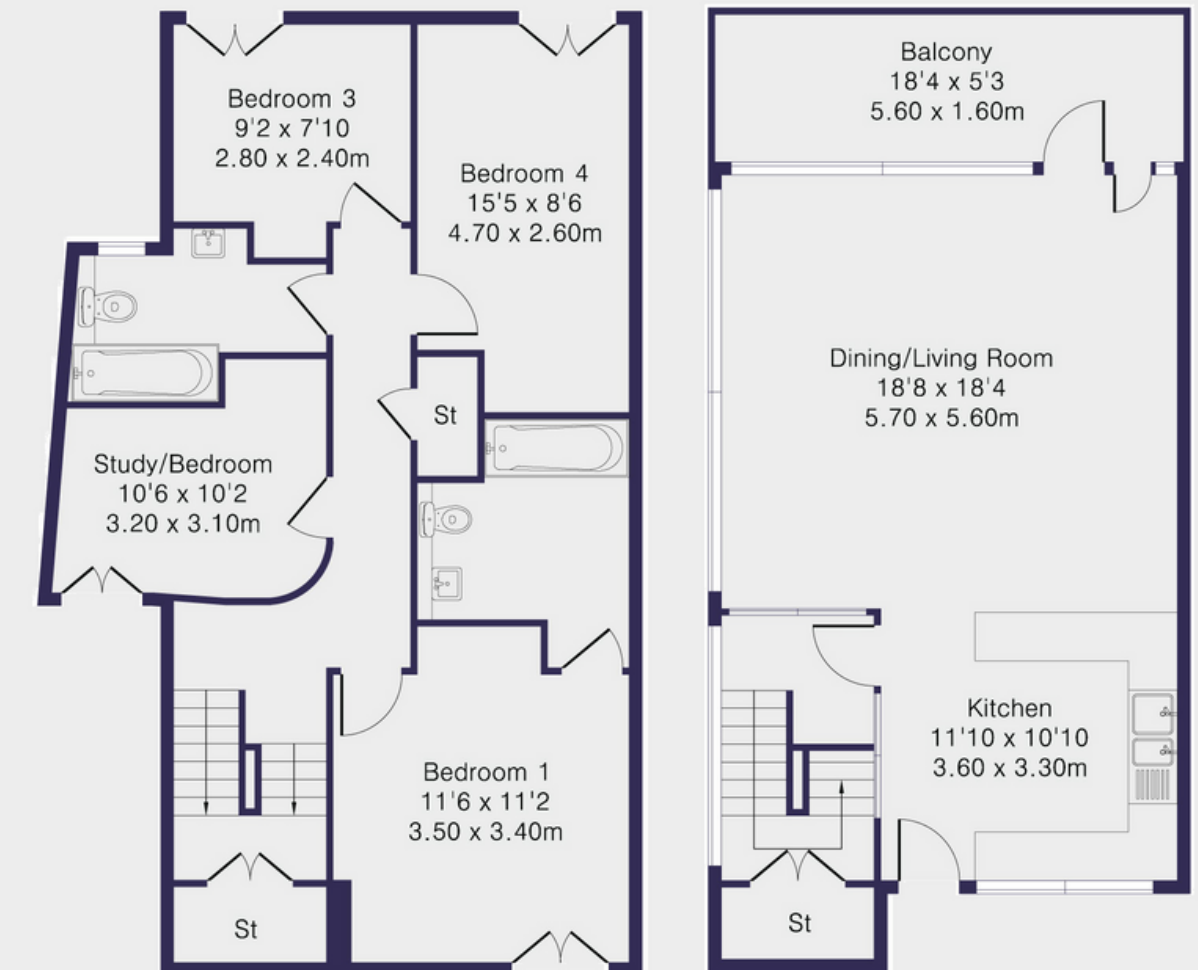 Bedroom 3
9'2 x 7'10
2.80 x 2.40m
Bedroom 4
15'5 x 8'6
4.70 x 2.60m
St
Study/Bedroom
10'6 x 10'2
3.20 x 3.10m
Bedroom 1
11'6 x 11'2
3.50 x 3.40m
St
Balcony
18'4 x 5'3
5.60 x 1.60m
Dining/Living Room
18'8 x 18'4
5.70 x 5.60m
Kitchen
11'10 x 10'10
3.60 x 3.30m
St